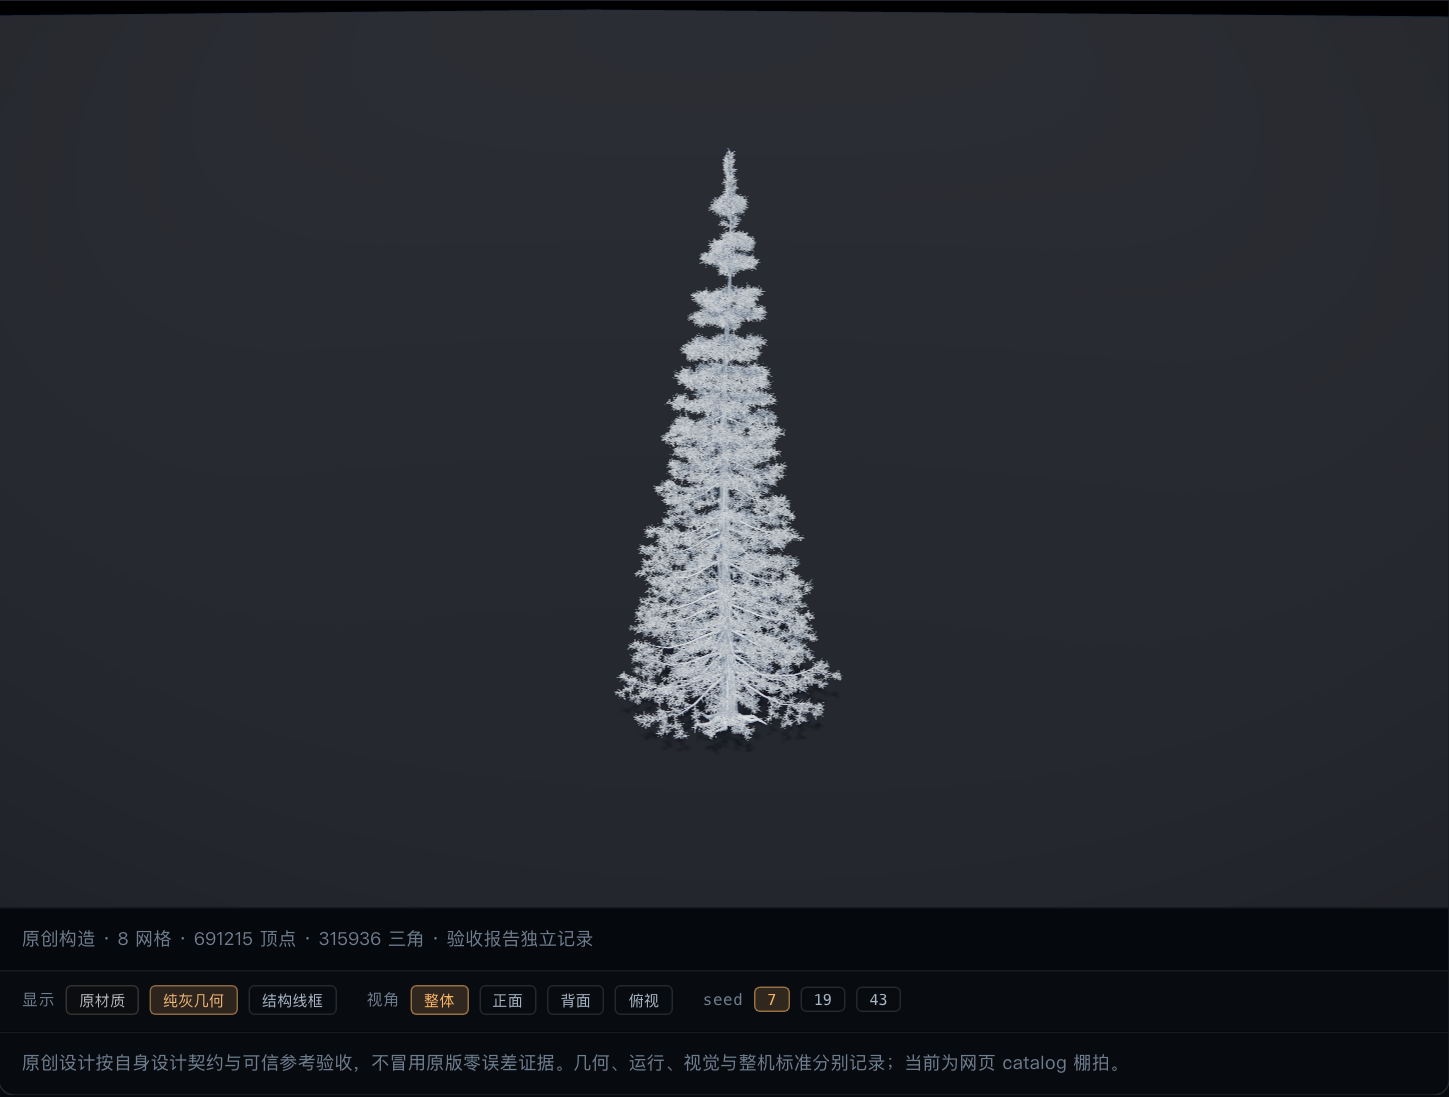 原创构造 · 8 网格 · 691215 顶点 · 315936 三角 · 验收报告独立记录
显示 原材质 纯灰几何 结构线框 视角 整体 正面 背面 俯视 seed 7 19 43
原创设计按自身设计契约与可信参考验收，不冒用原版零误差证据。几何、运行、视觉与整机标准分别记录；当前为网页 catalog 棚拍。